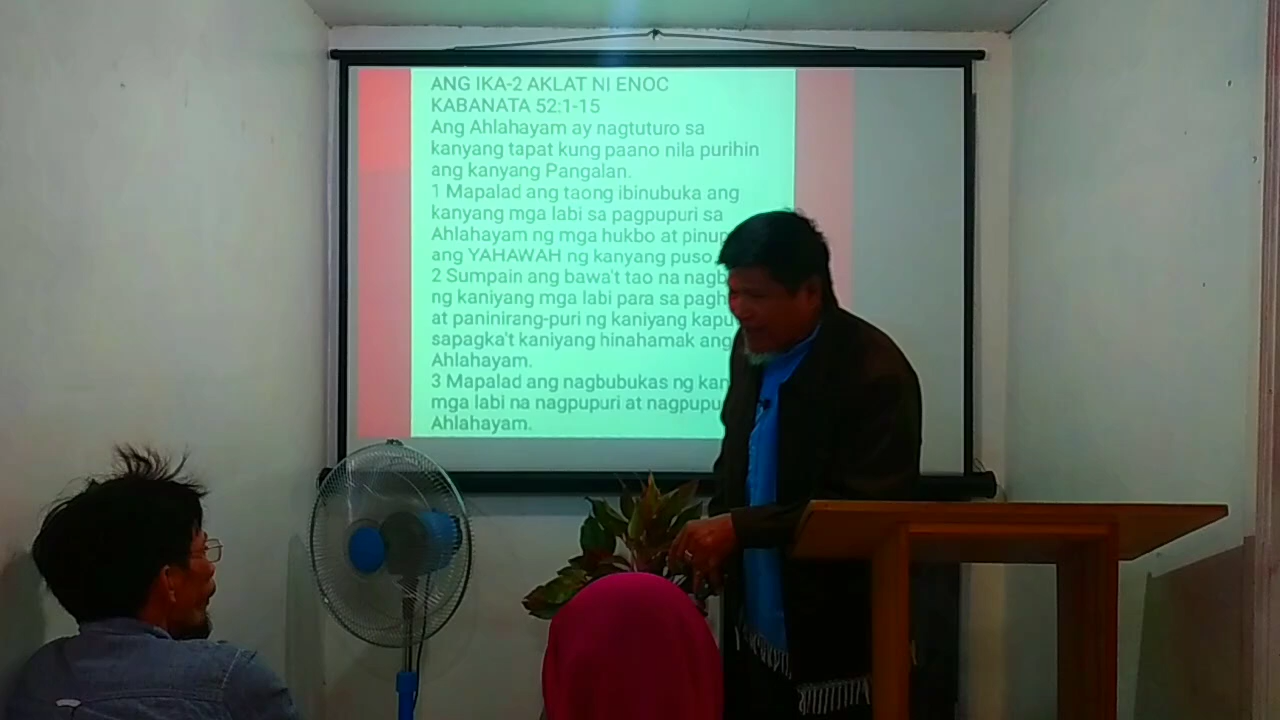 ANG IKA-2 AKLAT NI ENOC
KABANATA 52:1-15
Ang Ahlahayam ay nagtuturo sa
kanyang tapat kung paano nila purihin
ang kanyang Pangalan.
1 Mapalad ang taong ibinubuka ang
kanyang mga labi sa pagpupuri sa
Ahlahayam ng mga hukbo at
ang YAHAWAH ng kanyang puso
2 Sumpain ang bawa't tao na
ng kaniyang mga labi para sa
at paninirang-puri ng kaniyang
sapagka't kaniyang hinahamak ang
Ahlahayam.
3 Mapalad ang nagbubukas ng
mga labi na nagpupuri at
Ahlahayam.